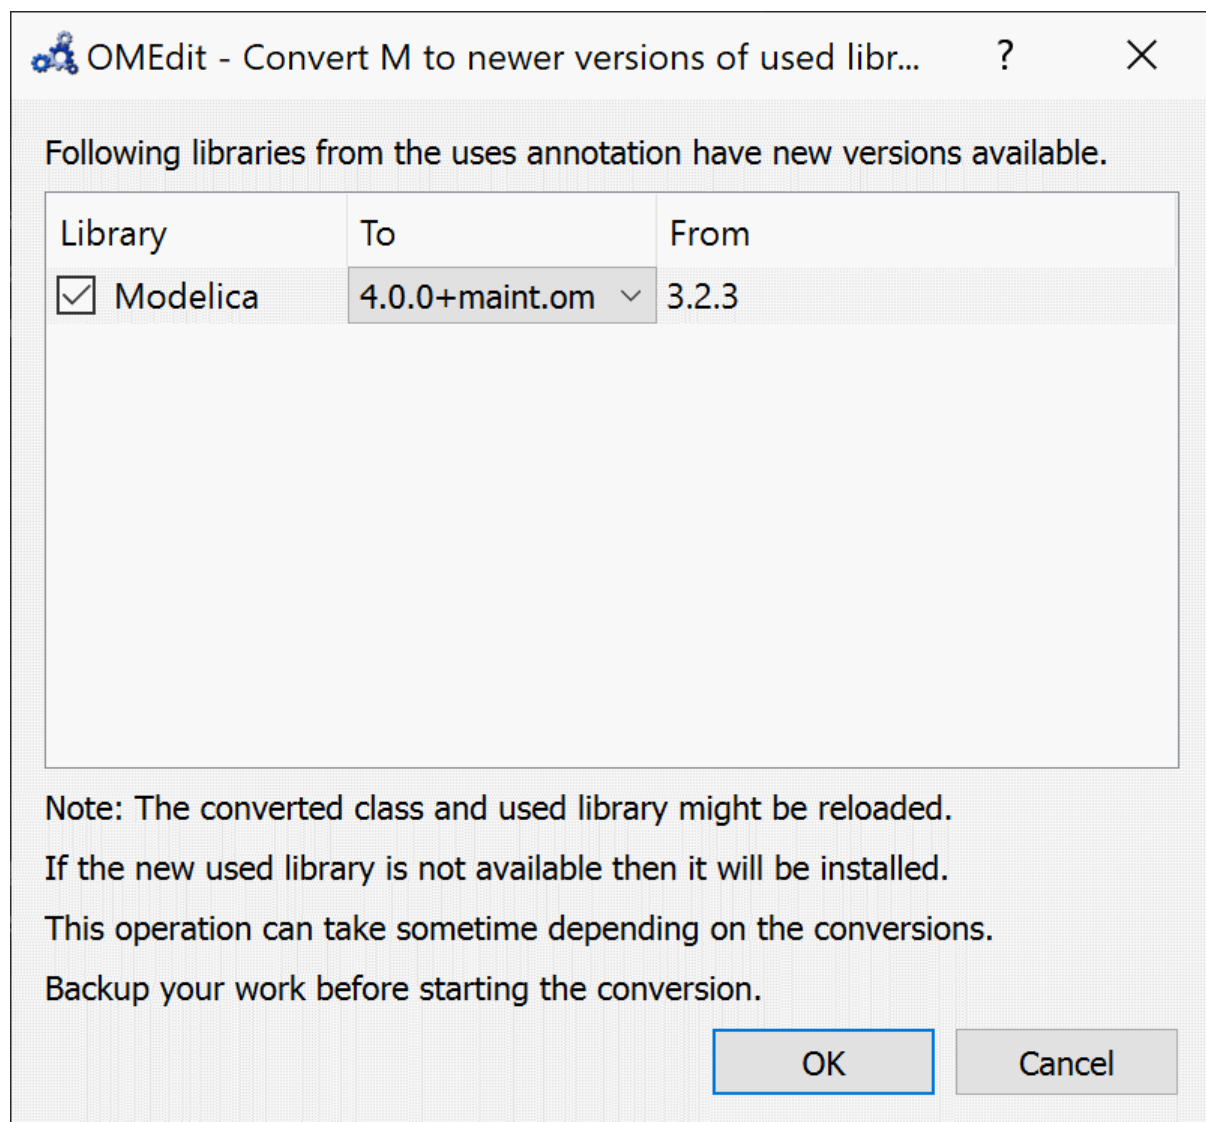 OMEdit - Convert M to newer versions of used libr... ?
Following libraries from the uses annotation have new versions available.
Library To From
Modelica 4.0.0+maint.om 3.2.3
Note: The converted class and used library might be reloaded.
If the new used library is not available then it will be installed.
This operation can take sometime depending on the conversions.
Backup your work before starting the conversion.
OK Cancel